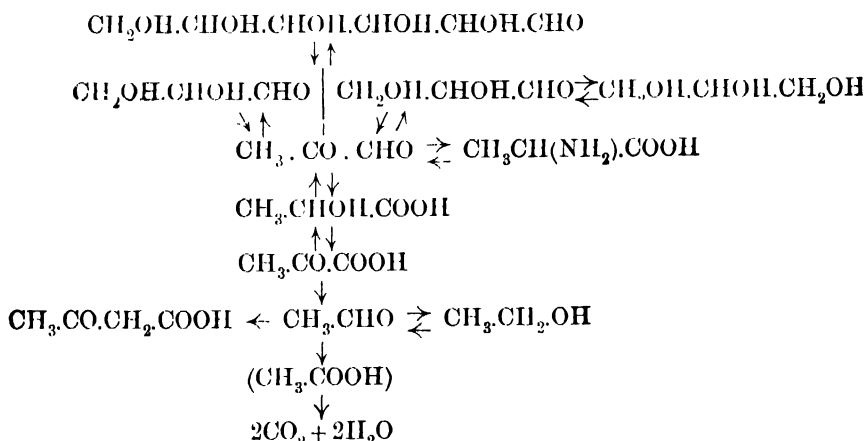 CH₂OH.CHOH.CHOH.CHOH.CHOH.CHO
↓ ↑
CH₂OH.CHOH.CHO | CH₂OH.CHOH.CHO ⇄ CH₂OH.CHOH.CH₂OH
↘ ↑ ↙ ↗
CH₃.CO.CHO ⇄ CH₃CH(NH₂).COOH
↑↓
CH₃.CHOH.COOH
↑↓
CH₃.CO.COOH
↓
CH₃.CO.CH₂.COOH ← CH₃.CHO ⇄ CH₃.CH₂.OH
↓
(CH₃.COOH)
↓
2CO₂ + 2H₂O